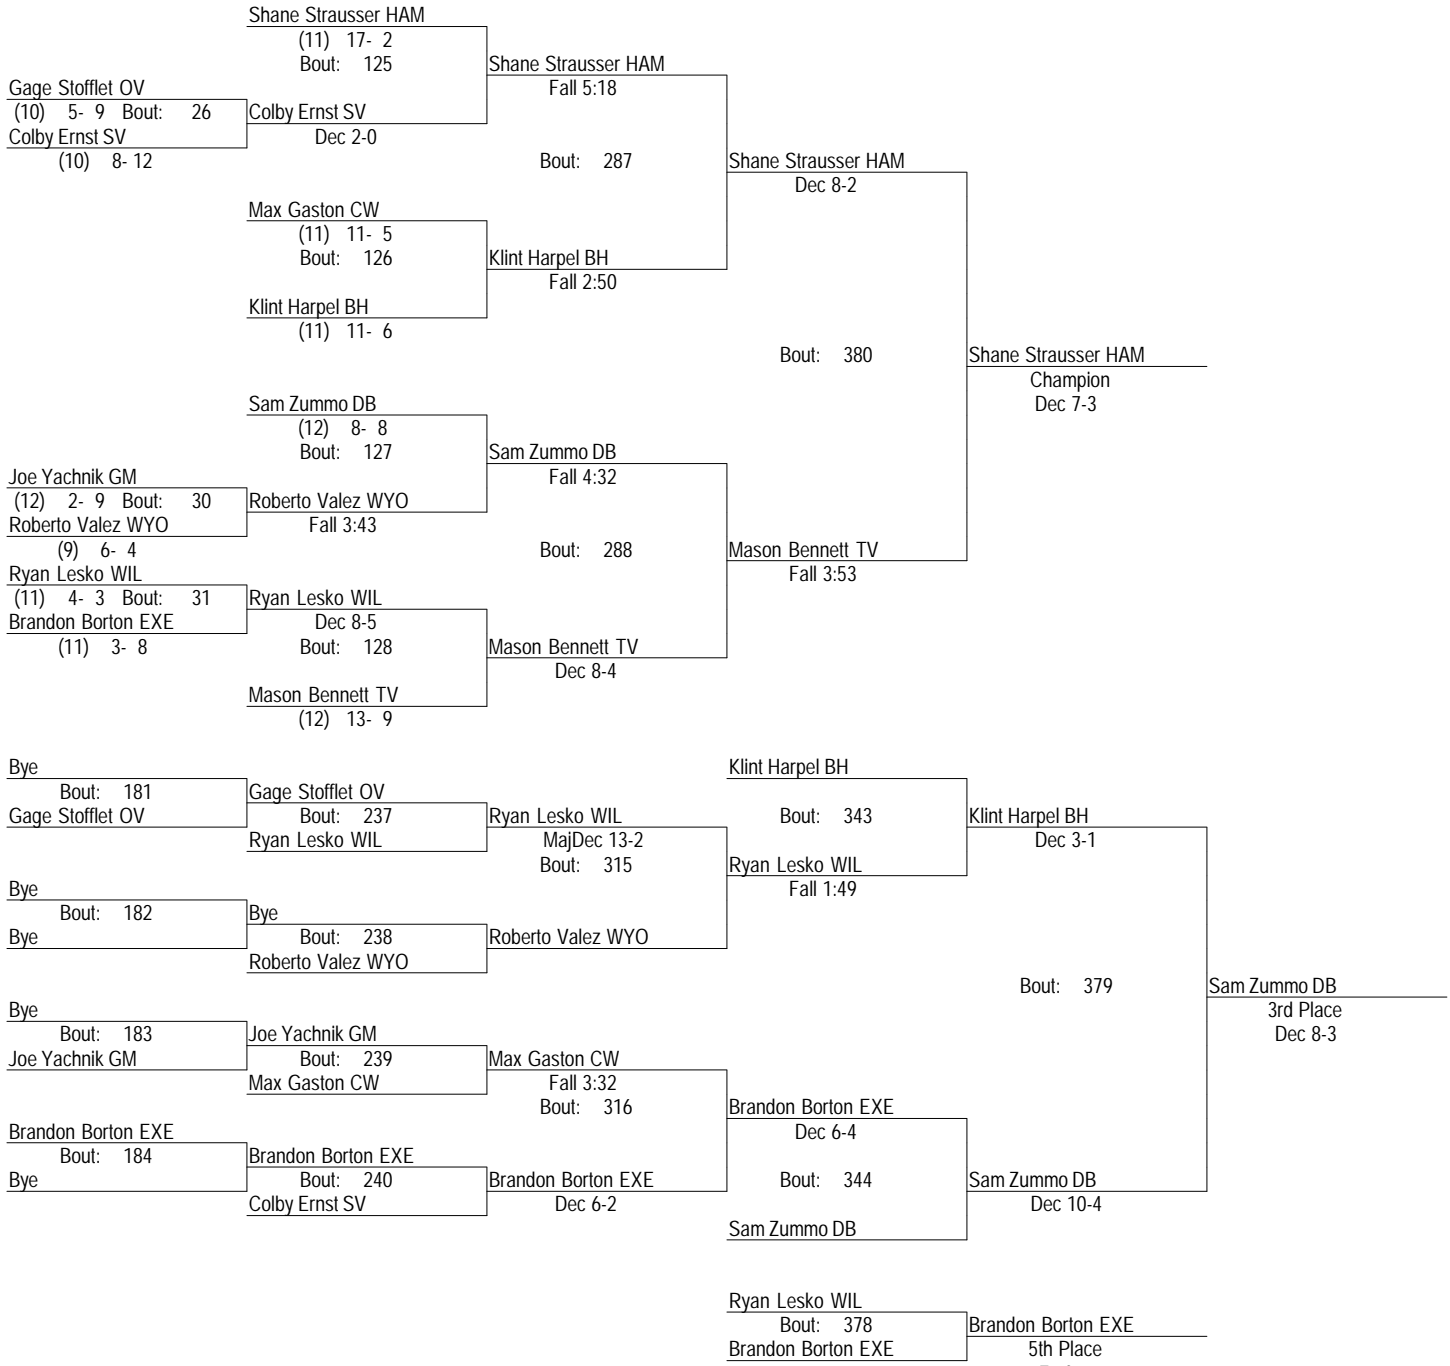 Shane Strausser HAM
(11) 17- 2
Bout: 125
Shane Strausser HAM
Fall 5:18
Gage Stofflet OV
(10) 5- 9 Bout: 26
Colby Ernst SV
Colby Ernst SV
Dec 2-0
(10) 8- 12
Bout: 287
Shane Strausser HAM
Dec 8-2
Max Gaston CW
(11) 11- 5
Bout: 126
Klint Harpel BH
Fall 2:50
Klint Harpel BH
(11) 11- 6
Bout: 380
Shane Strausser HAM
Champion
Dec 7-3
Sam Zummo DB
(12) 8- 8
Bout: 127
Sam Zummo DB
Fall 4:32
Joe Yachnik GM
(12) 2- 9 Bout: 30
Roberto Valez WYO
Roberto Valez WYO
Fall 3:43
(9) 6- 4
Bout: 288
Mason Bennett TV
Fall 3:53
Ryan Lesko WIL
(11) 4- 3 Bout: 31
Ryan Lesko WIL
Brandon Borton EXE
Dec 8-5
(11) 3- 8
Bout: 128
Mason Bennett TV
Dec 8-4
Mason Bennett TV
(12) 13- 9
Bye
Bout: 181
Gage Stofflet OV
Gage Stofflet OV
Bout: 237
Ryan Lesko WIL
Ryan Lesko WIL
MajDec 13-2
Bout: 315
Klint Harpel BH
Bout: 343
Klint Harpel BH
Dec 3-1
Ryan Lesko WIL
Fall 1:49
Bye
Bout: 182
Bye
Bye
Bout: 238
Roberto Valez WYO
Roberto Valez WYO
Bout: 379
Sam Zummo DB
3rd Place
Dec 8-3
Bye
Bout: 183
Joe Yachnik GM
Joe Yachnik GM
Bout: 239
Max Gaston CW
Max Gaston CW
Fall 3:32
Bout: 316
Brandon Borton EXE
Dec 6-4
Brandon Borton EXE
Bout: 184
Bye
Brandon Borton EXE
Bout: 240
Colby Ernst SV
Brandon Borton EXE
Dec 6-2
Bout: 344
Sam Zummo DB
Dec 10-4
Sam Zummo DB
Ryan Lesko WIL
Bout: 378
Brandon Borton EXE
Brandon Borton EXE
5th Place